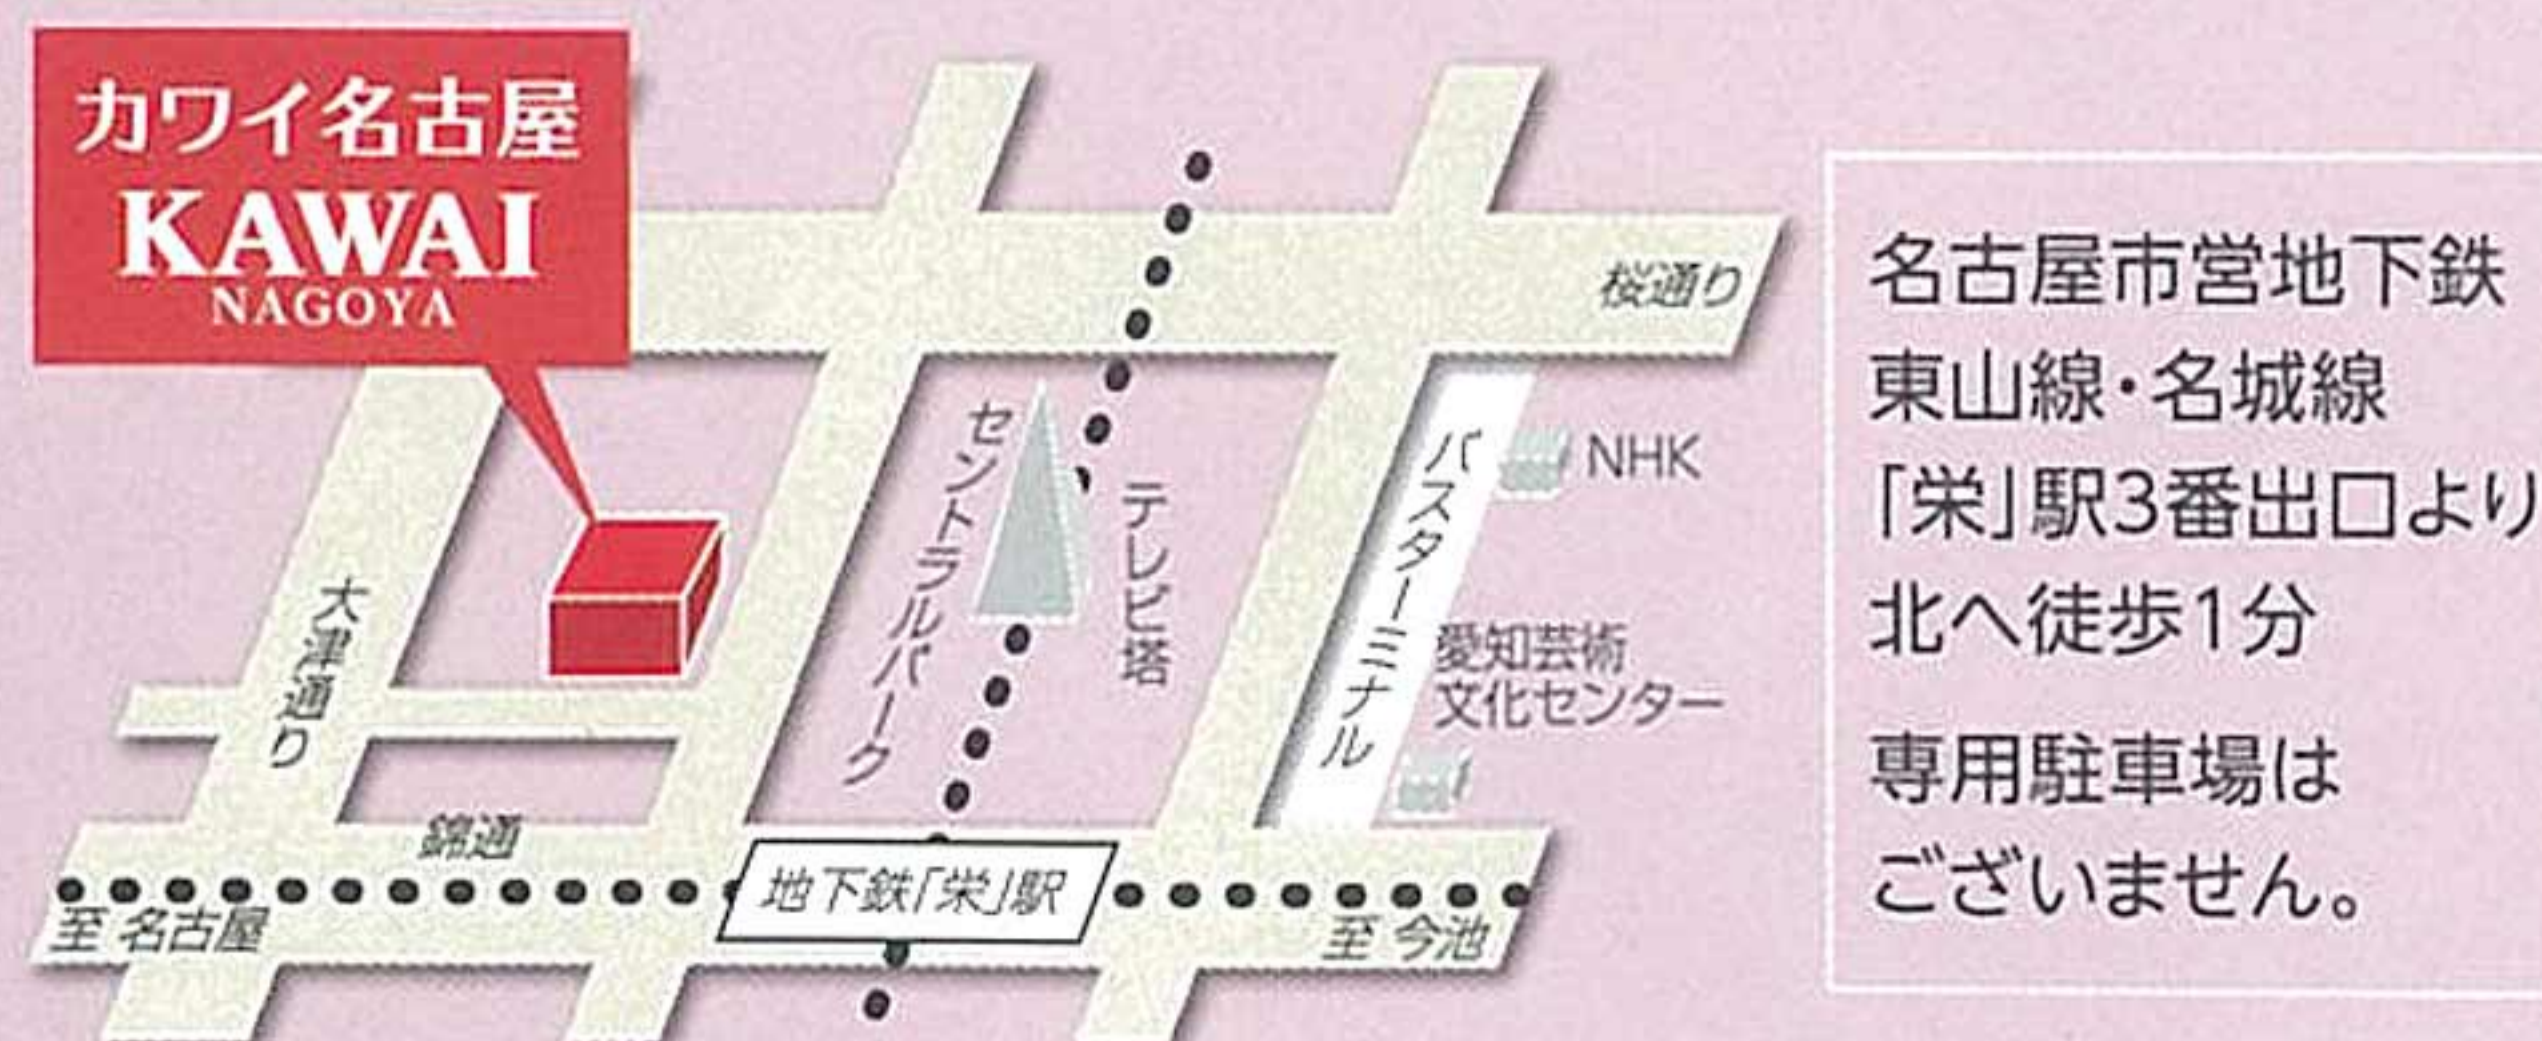 カワイ名古屋
KAWAI
NAGOYA
桜通り
セントラルパーク
テレビ塔
バスターミナル
NHK
大津通り
愛知芸術
文化センター
錦通
地下鉄「栄」駅
至 名古屋
至 今池
名古屋市営地下鉄
東山線・名城線
「栄」駅3番出口より
北へ徒歩1分
専用駐車場は
ございません。